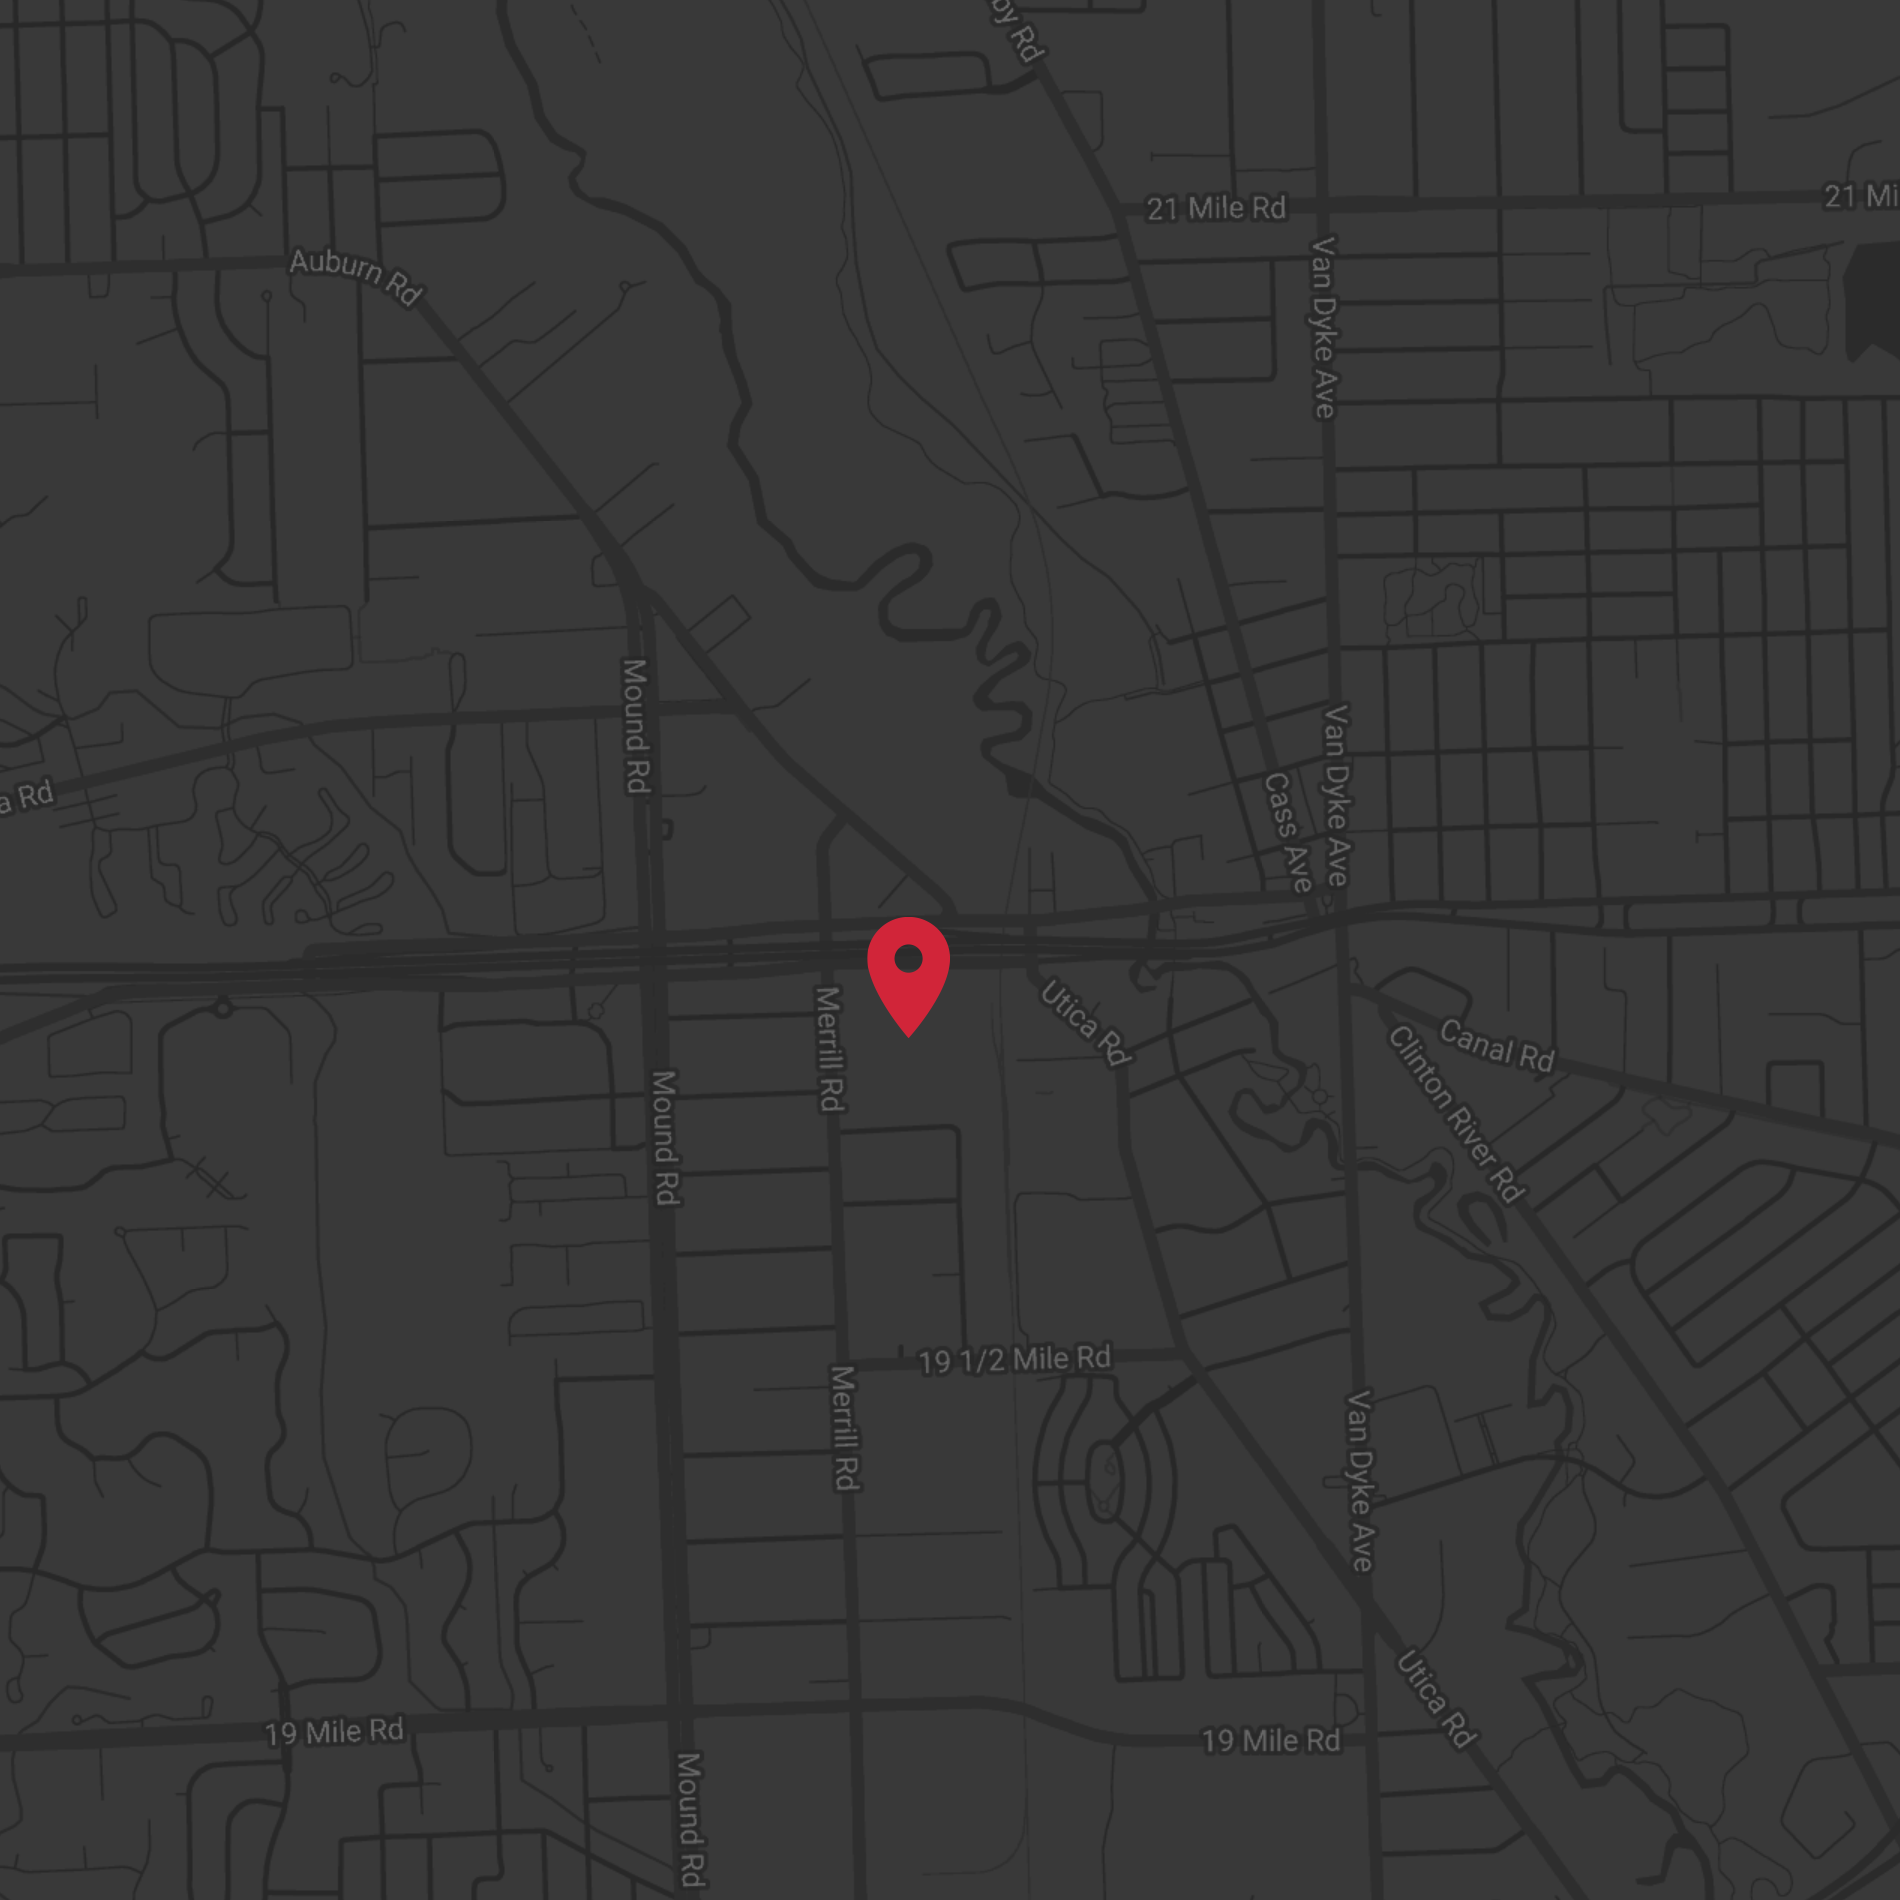 by Rd
21 Mile Rd
21 Mi
Auburn Rd
Van Dyke Ave
Mound Rd
Van Dyke Ave
a Rd
Cass Ave
Merrill Rd
Utica Rd
Canal Rd
Clinton River Rd
Mound Rd
19 1/2 Mile Rd
Merrill Rd
Van Dyke Ave
Utica Rd
19 Mile Rd
19 Mile Rd
Mound Rd